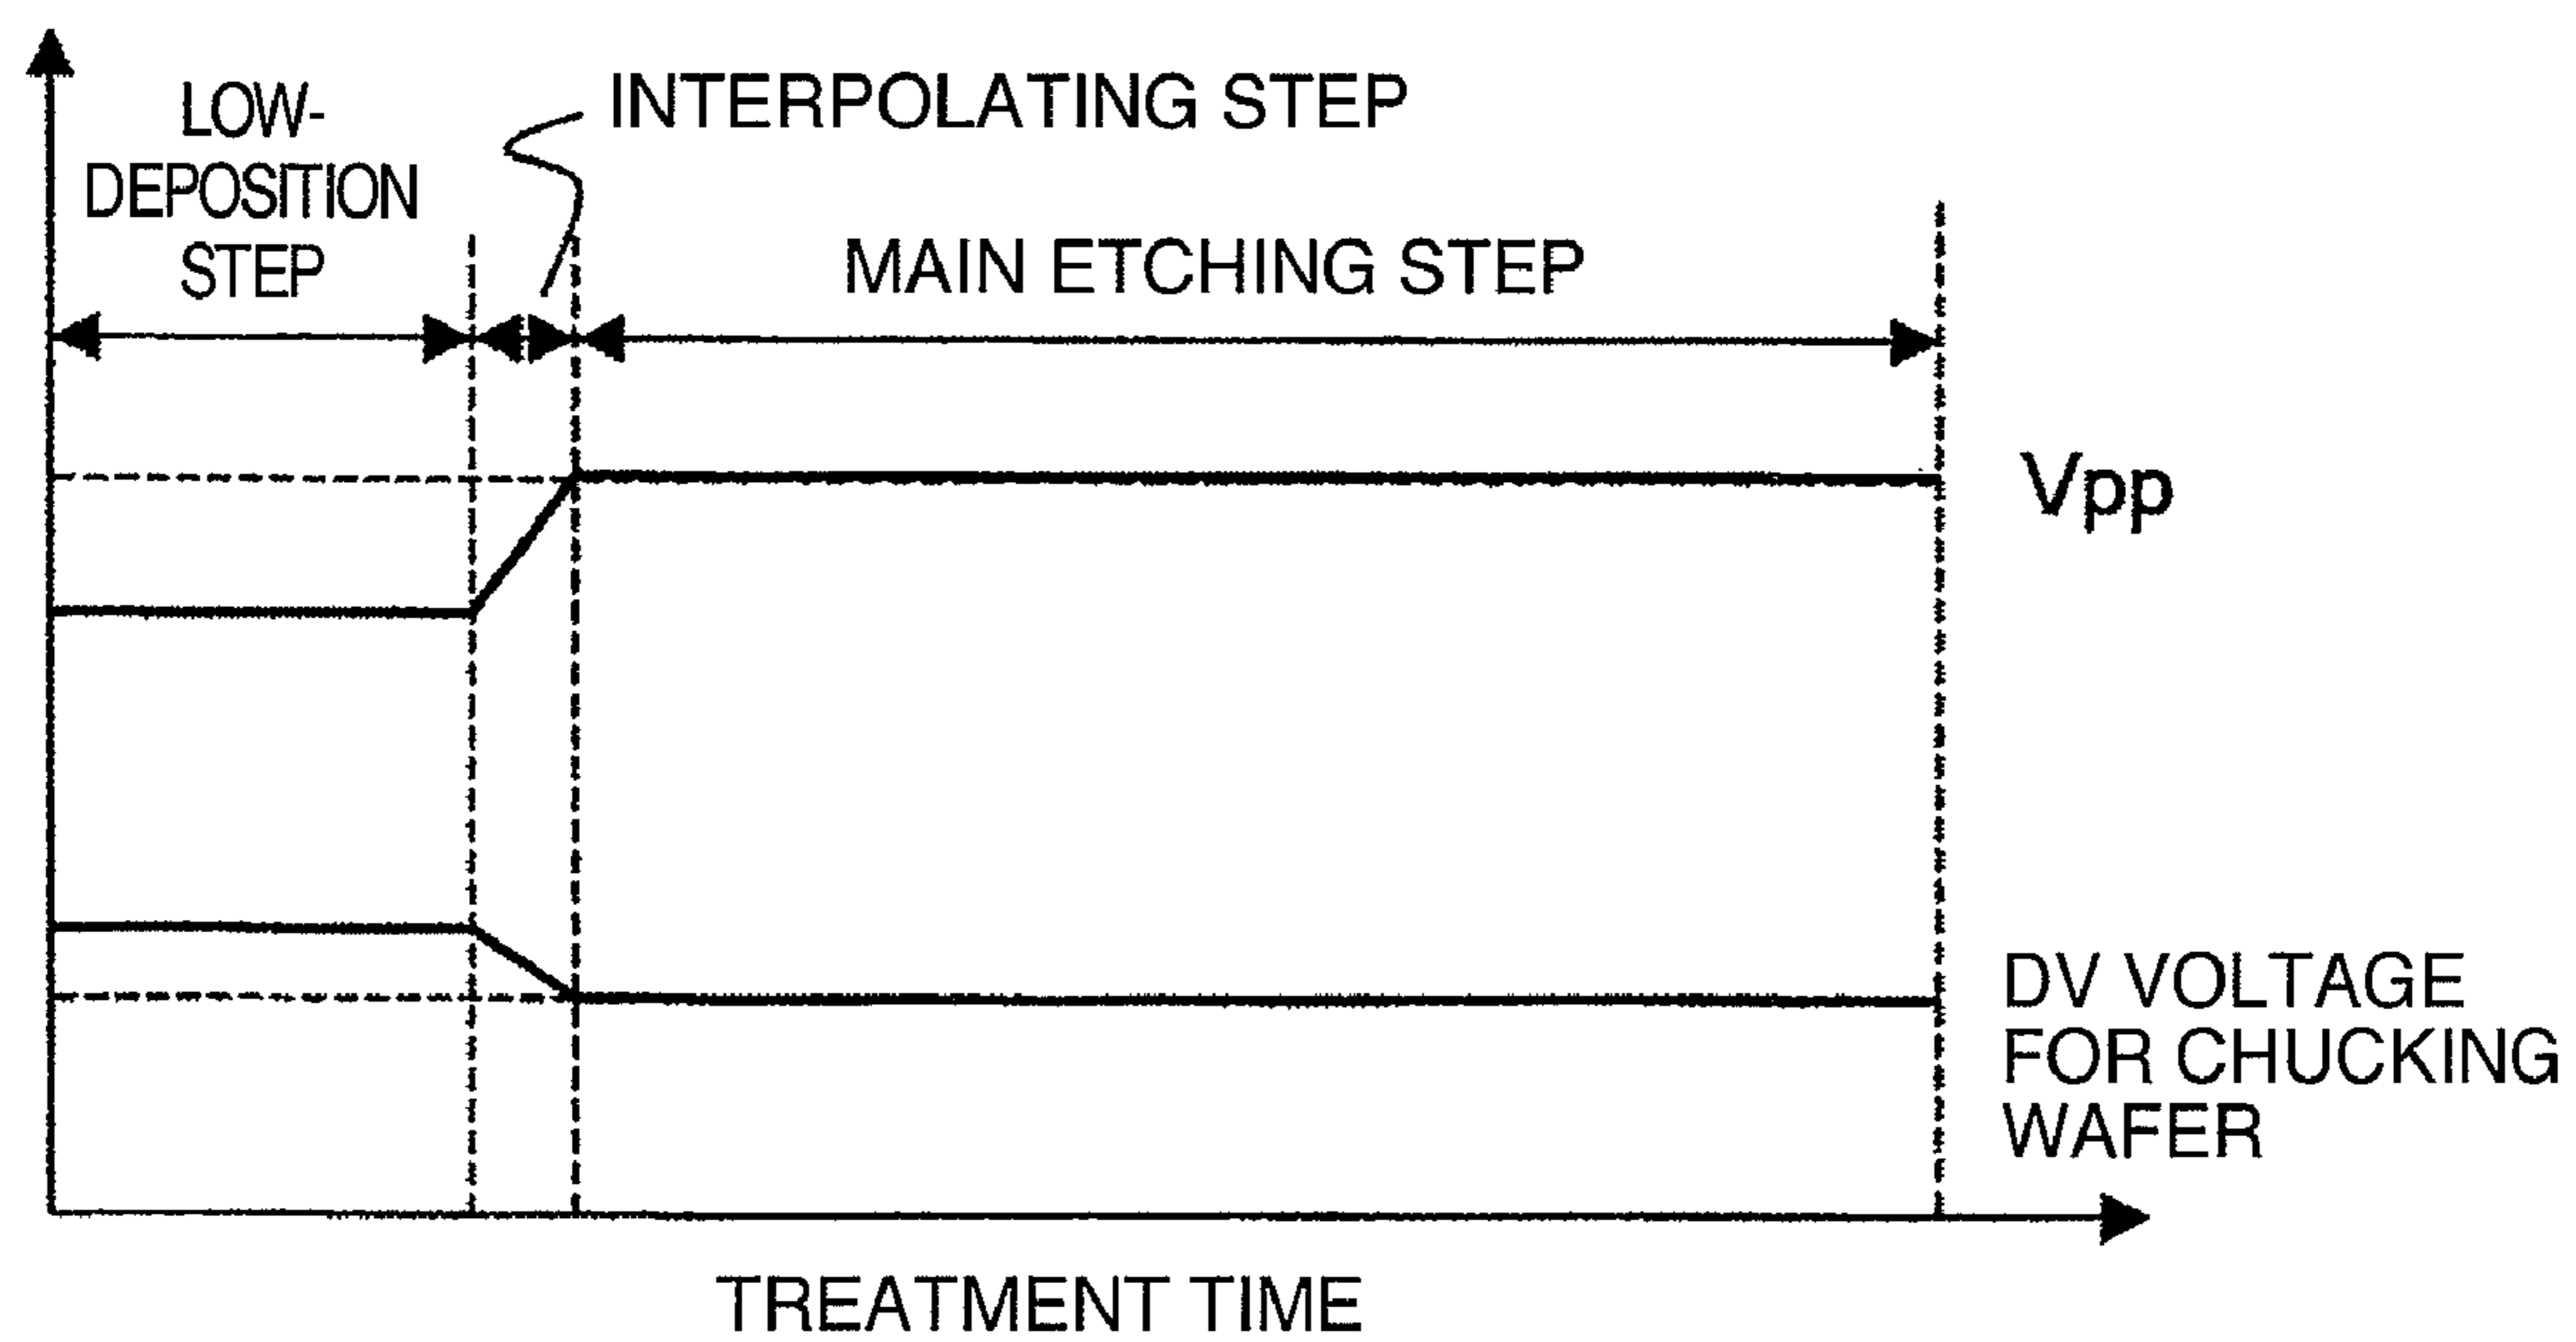 LOW-
DEPOSITION
STEP
INTERPOLATING STEP
MAIN ETCHING STEP
Vpp
DV VOLTAGE
FOR CHUCKING
WAFER
TREATMENT TIME